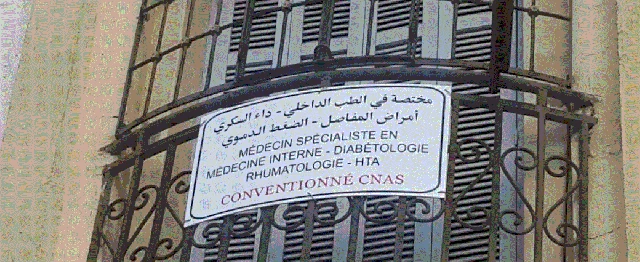 مختصة في الطب الداخلي - داء السكري
أمراض المفاصل - الضغط الدموي
MÉDECIN SPÉCIALISTE EN
MÉDECINE INTERNE - DIABÉTOLOGIE
RHUMATOLOGIE - HTA
CONVENTIONNÉ CNAS